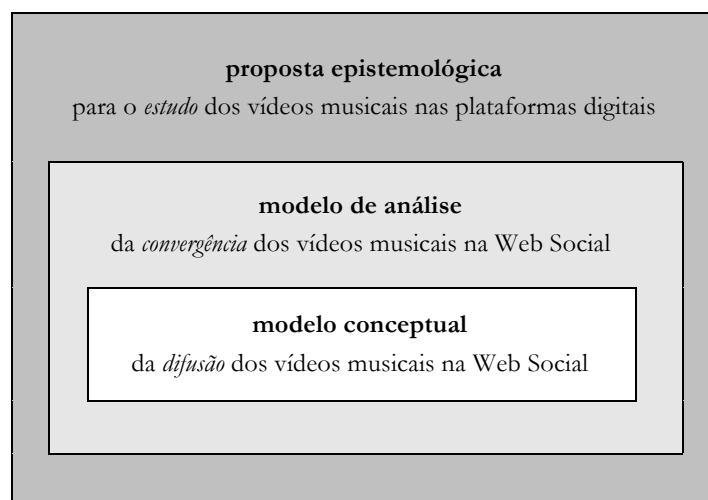 proposta epistemológica
para o estudo dos vídeos musicais nas plataformas digitais
modelo de análise
da convergência dos vídeos musicais na Web Social
modelo conceptual
da difusão dos vídeos musicais na Web Social